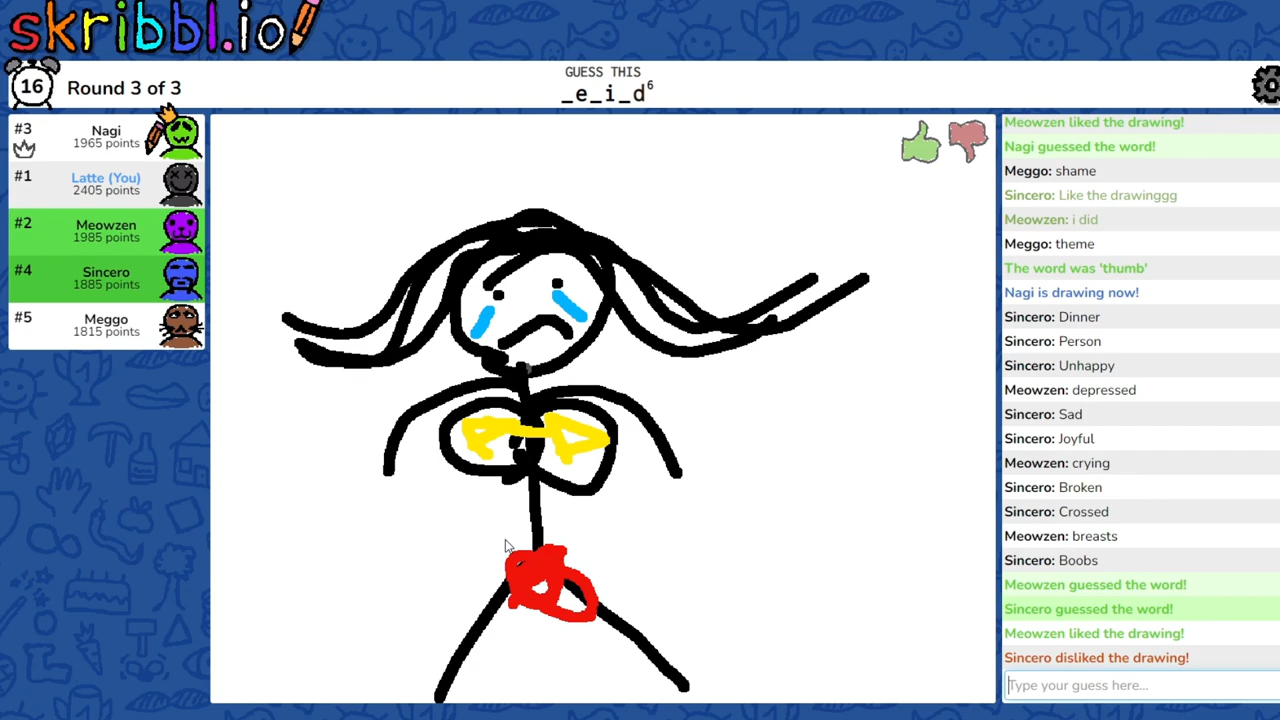 skribbl.io
16
Round 3 of 3
GUESS THIS
_e_i_d6
#3
Nagi
1965 points
#1
Latte (You)
2405 points
#2
Meowzen
1985 points
#4
Sincero
1885 points
#5
Meggo
1815 points
Meowzen liked the drawing!
Nagi guessed the word!
Meggo: shame
Sincero: Like the drawinggg
Meowzen: i did
Meggo: theme
The word was 'thumb'
Nagi is drawing now!
Sincero: Dinner
Sincero: Person
Sincero: Unhappy
Meowzen: depressed
Sincero: Sad
Sincero: Joyful
Meowzen: crying
Sincero: Broken
Sincero: Crossed
Meowzen: breasts
Sincero: Boobs
Meowzen guessed the word!
Sincero guessed the word!
Meowzen liked the drawing!
Sincero disliked the drawing!
Type your guess here...